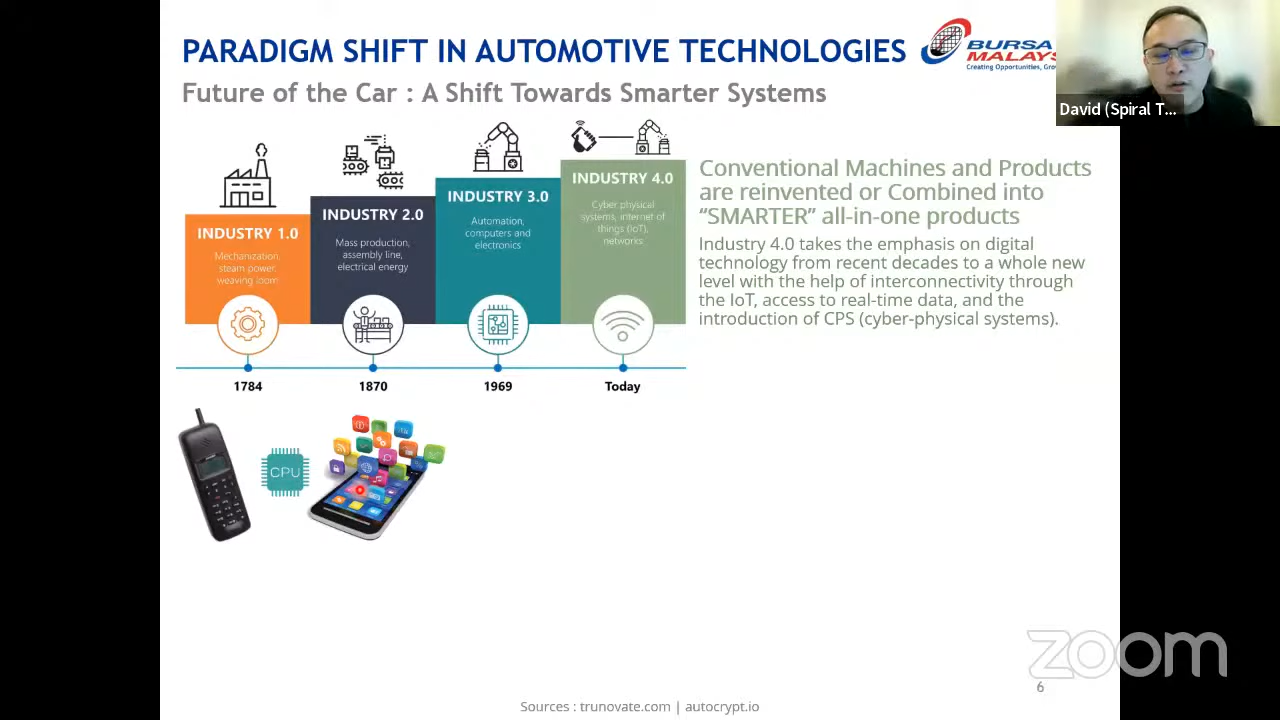 PARADIGM SHIFT IN AUTOMOTIVE TECHNOLOGIES
BURSA
MALAYS
Creating Opportunities, Gro
David (Spiral T...
Future of the Car : A Shift Towards Smarter Systems
INDUSTRY 1.0
Mechanization,
steam power,
weaving loom
INDUSTRY 2.0
Mass production,
assembly line,
electrical energy
INDUSTRY 3.0
Automation,
computers and
electronics
INDUSTRY 4.0
Cyber physical
systems, internet of
things (IoT),
networks
1784
1870
1969
Today
Conventional Machines and Products
are reinvented or Combined into
“SMARTER” all-in-one products
Industry 4.0 takes the emphasis on digital
technology from recent decades to a whole new
level with the help of interconnectivity through
the IoT, access to real-time data, and the
introduction of CPS (cyber-physical systems).
CPU
zoom
6
Sources : trunovate.com | autocrypt.io